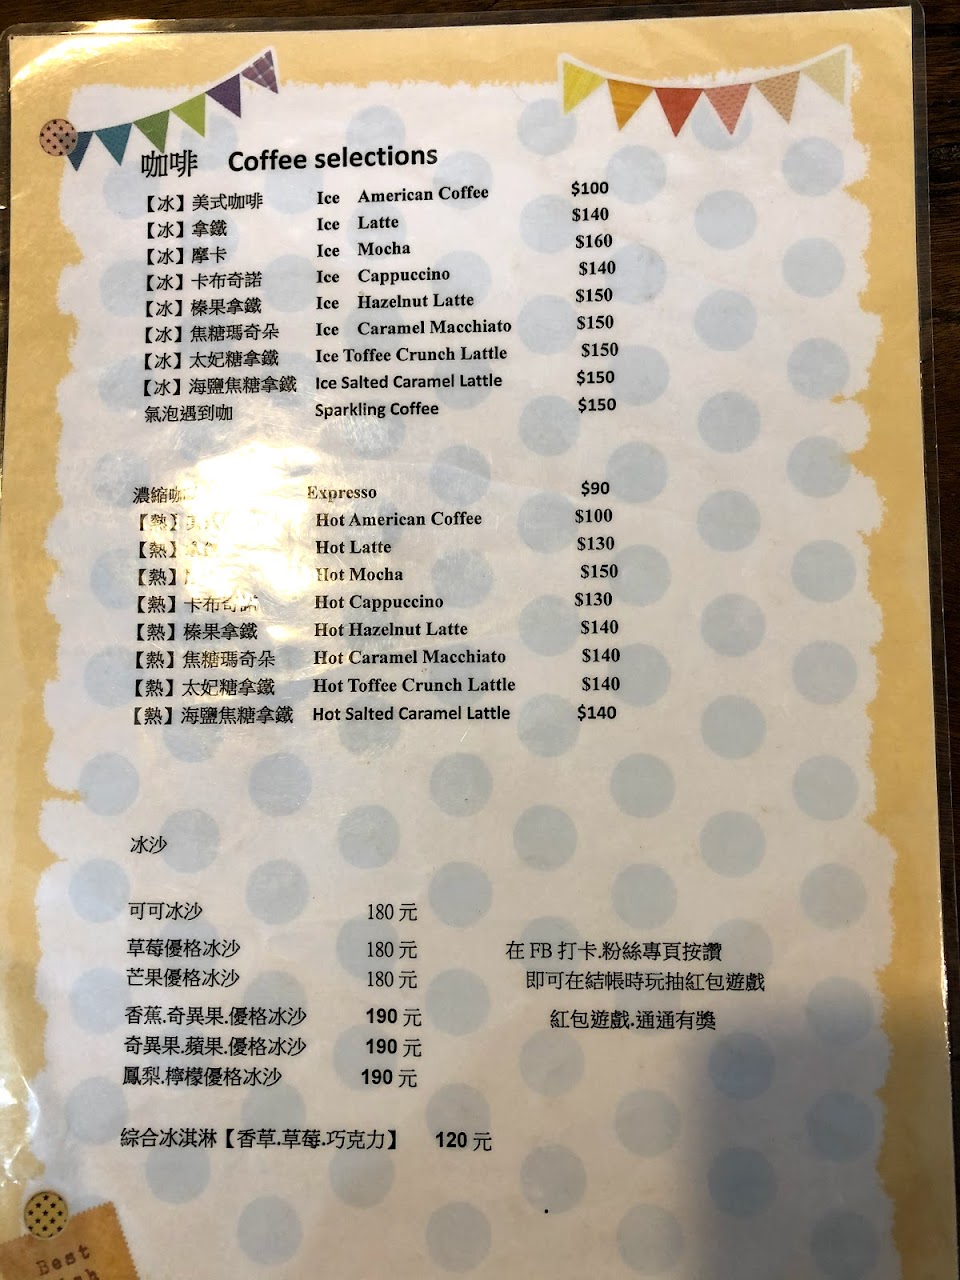 咖啡 Coffee selections
【冰】美式咖啡 Ice American Coffee $100
【冰】拿鐵 Ice Latte $140
【冰】摩卡 Ice Mocha $160
【冰】卡布奇諾 Ice Cappuccino $140
【冰】榛果拿鐵 Ice Hazelnut Latte $150
【冰】焦糖瑪奇朵 Ice Caramel Macchiato $150
【冰】太妃糖拿鐵 Ice Toffee Crunch Lattle $150
【冰】海鹽焦糖拿鐵 Ice Salted Caramel Lattle $150
氣泡遇到咖 Sparkling Coffee $150
濃縮咖 Expresso $90
【熱】 Hot American Coffee $100
【熱】 Hot Latte $130
【熱】 Hot Mocha $150
【熱】卡布奇諾 Hot Cappuccino $130
【熱】榛果拿鐵 Hot Hazelnut Latte $140
【熱】焦糖瑪奇朵 Hot Caramel Macchiato $140
【熱】太妃糖拿鐵 Hot Toffee Crunch Lattle $140
【熱】海鹽焦糖拿鐵 Hot Salted Caramel Lattle $140
冰沙
可可冰沙 180 元
草莓優格冰沙 180 元
芒果優格冰沙 180 元
香蕉.奇異果.優格冰沙 190 元
奇異果.蘋果.優格冰沙 190 元
鳳梨.檸檬優格冰沙 190 元
在 FB 打卡.粉絲專頁按讚
即可在結帳時玩抽紅包遊戲
紅包遊戲.通通有獎
綜合冰淇淋【香草.草莓.巧克力】 120 元
Best